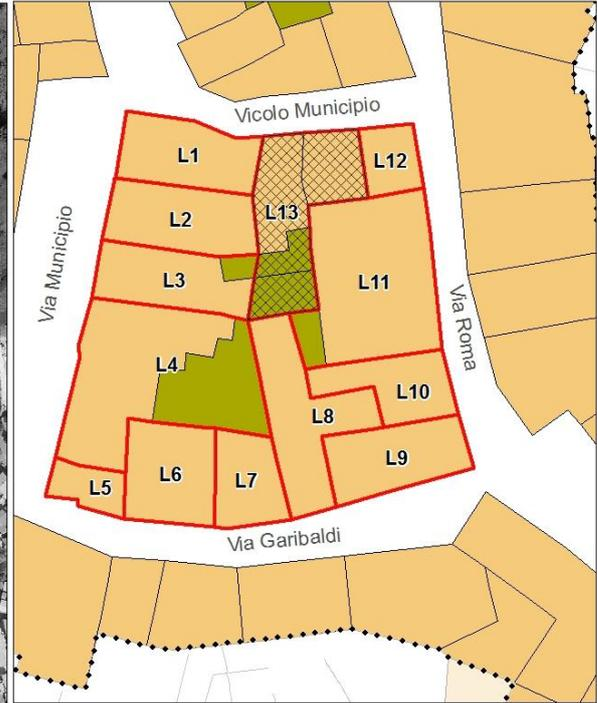 Vicolo Municipio
L1
L12
L2
L13
Via Municipio
L3
L11
Via Roma
L4
L10
L8
L9
L6
L7
L5
Via Garibaldi